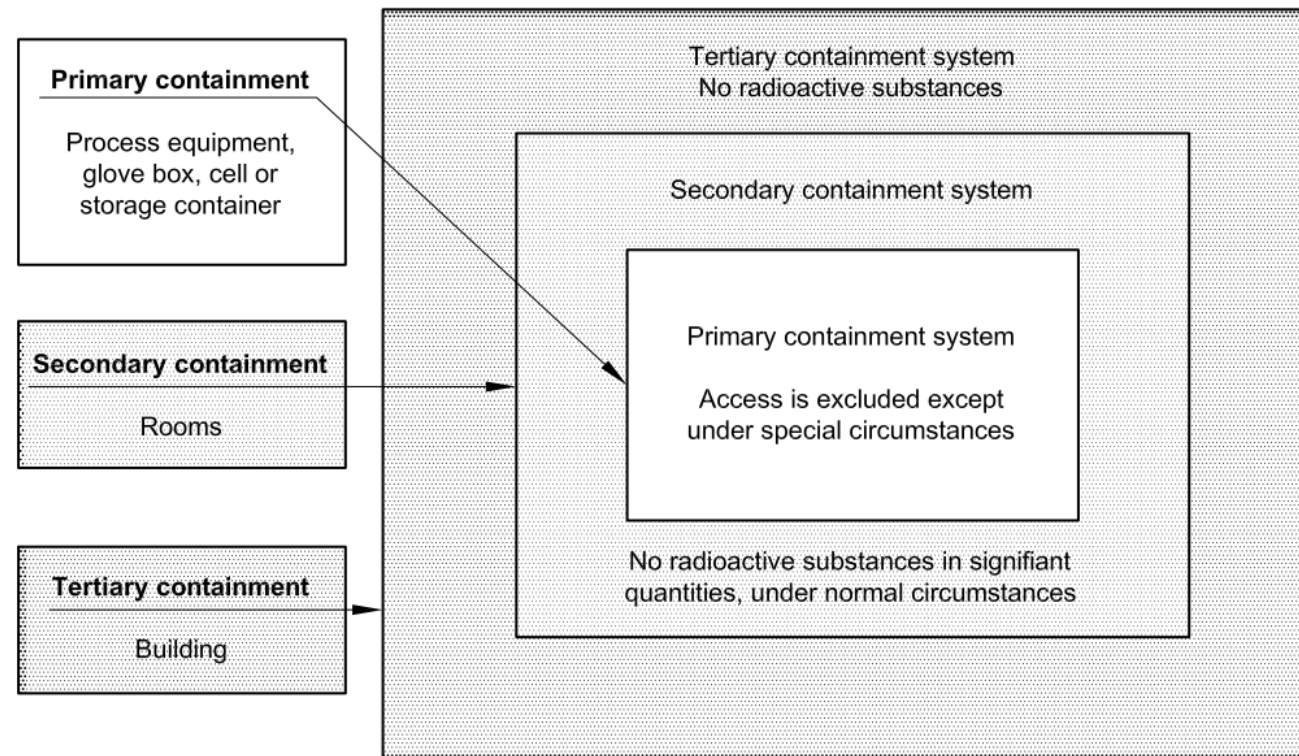 Primary containment
Process equipment,
glove box, cell or
storage container
Secondary containment
Rooms
Tertiary containment
Building
Tertiary containment system
No radioactive substances
Secondary containment system
Primary containment system
Access is excluded except
under special circumstances
No radioactive substances in signifiant
quantities, under normal circumstances